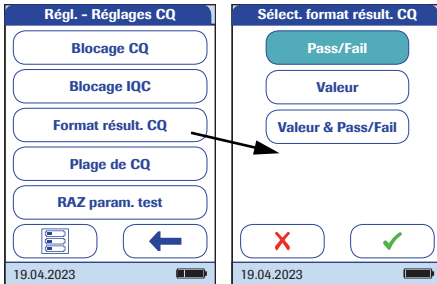 Régl. - Réglages CQ
Blocage CQ
Blocage IQC
Format résult. CQ
Plage de CQ
RAZ param. test
19.04.2023
Sélect. format résult. CQ
Pass/Fail
Valeur
Valeur & Pass/Fail
19.04.2023